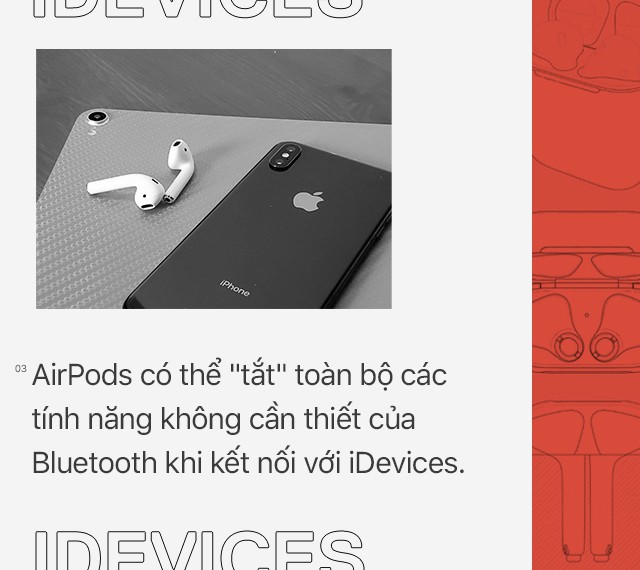 IDEVICES
iPhone
03 AirPods có thể "tắt" toàn bộ các
tính năng không cần thiết của
Bluetooth khi kết nối với iDevices.
IDEVICES